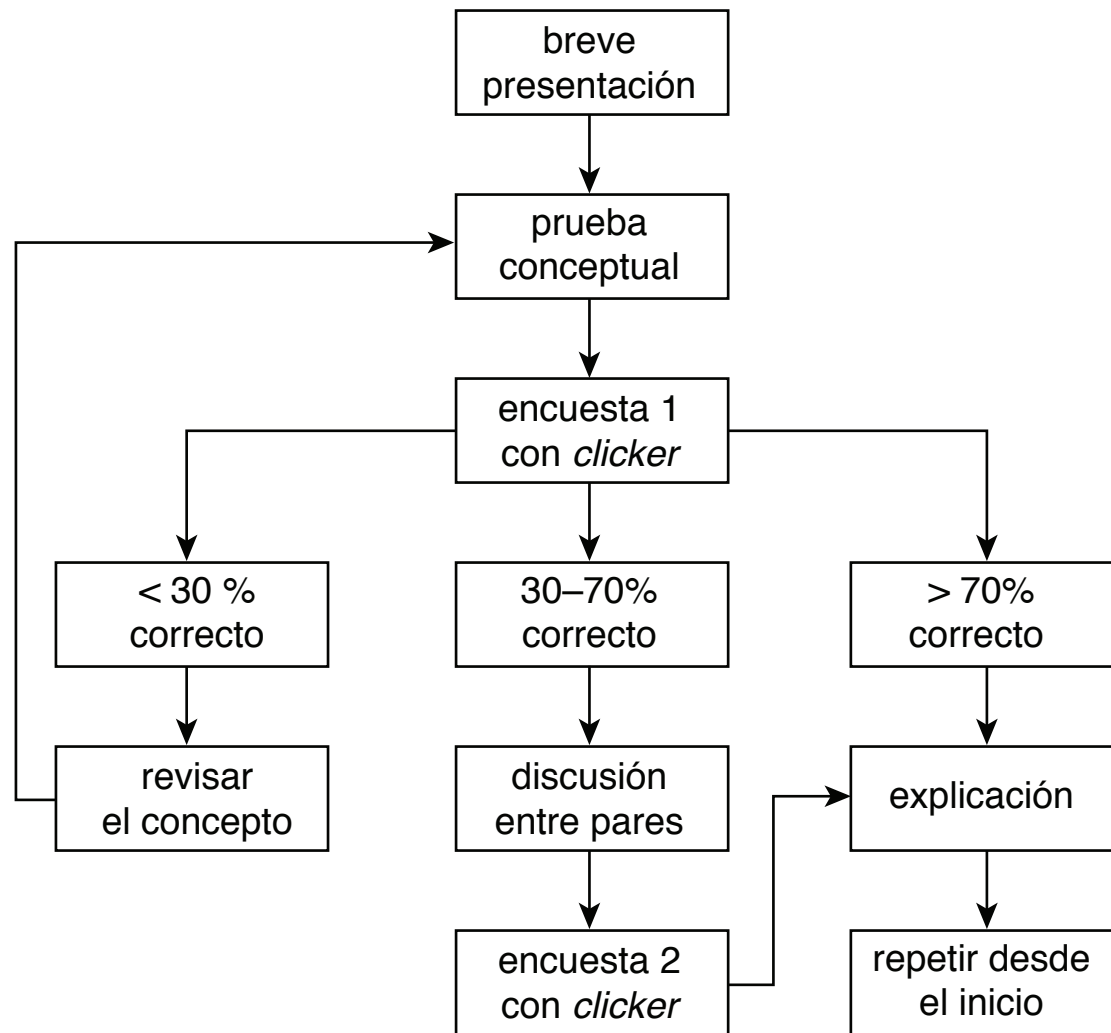 breve
presentación
prueba
conceptual
encuesta 1
con clicker
< 30 %
correcto
30–70%
correcto
> 70%
correcto
revisar
el concepto
discusión
entre pares
explicación
encuesta 2
con clicker
repetir desde
el inicio